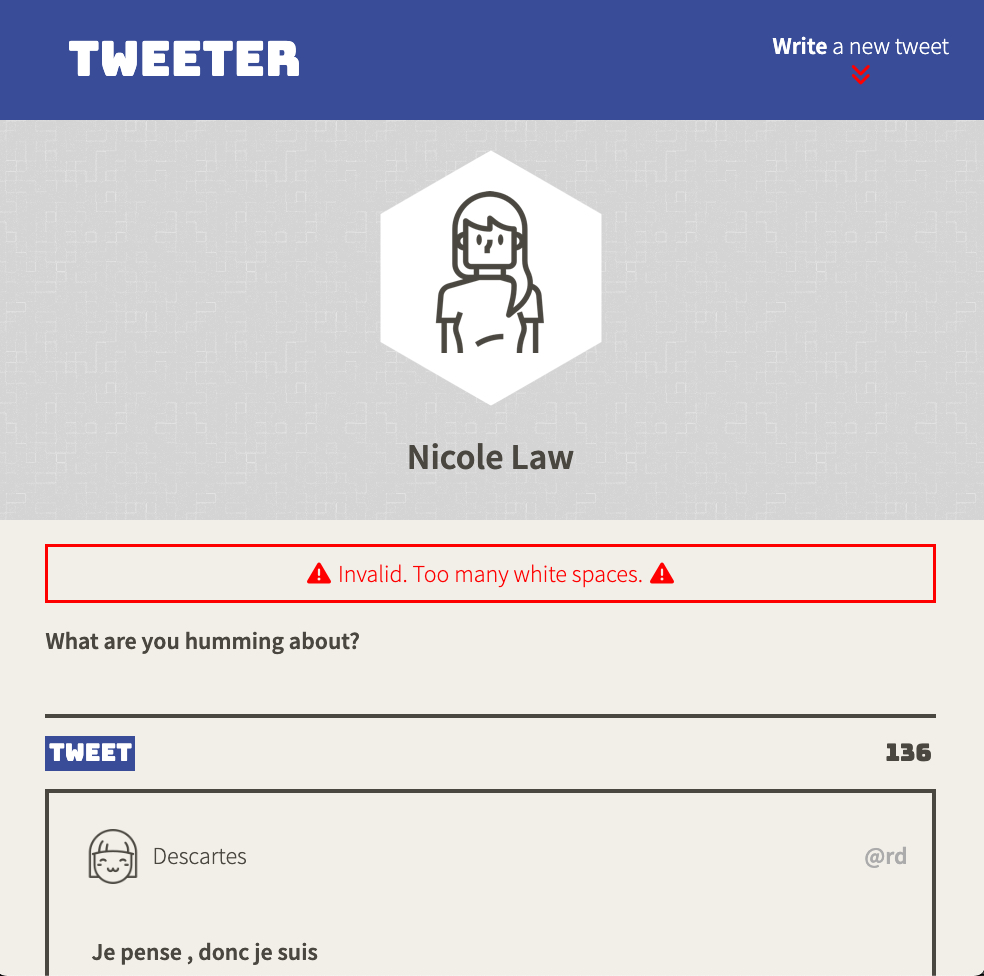 TWEETER
Write a new tweet
Nicole Law
Invalid. Too many white spaces.
What are you humming about?
TWEET 136
Descartes @rd
Je pense , donc je suis